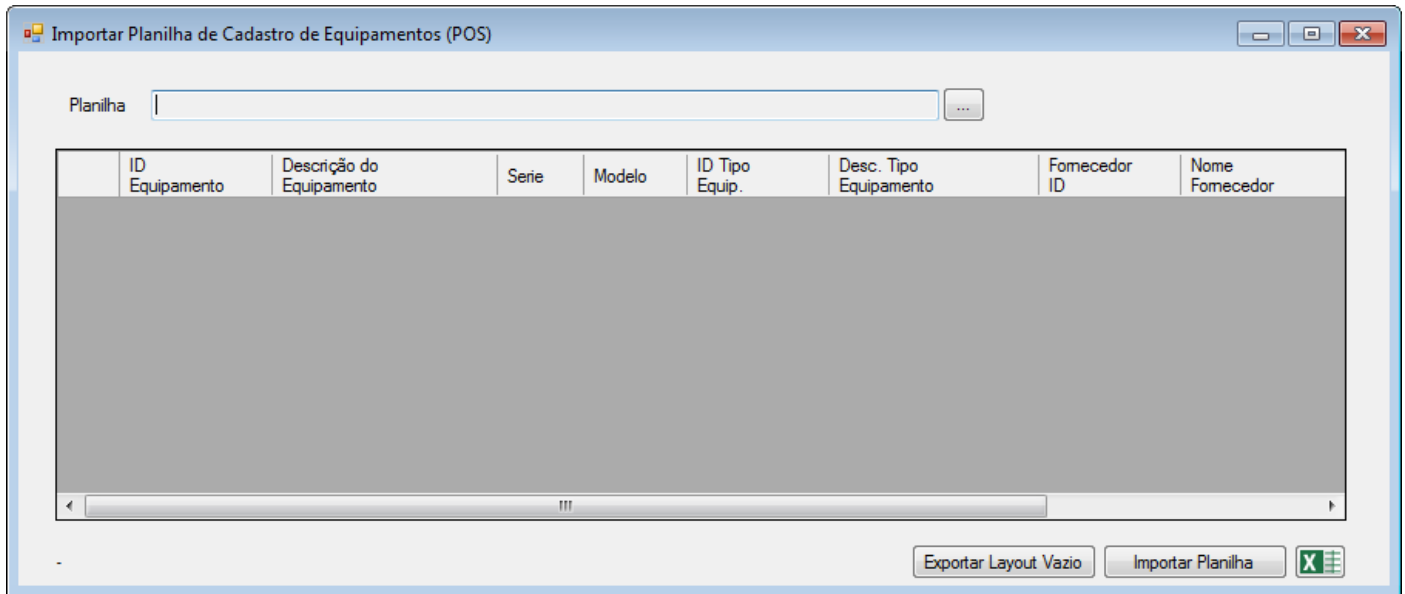 Importar Planilha de Cadastro de Equipamentos (POS)
Planilha
...
ID Equipamento
Descrição do Equipamento
Serie
Modelo
ID Tipo Equip.
Desc. Tipo Equipamento
Fornecedor ID
Nome Fornecedor
-
Exportar Layout Vazio
Importar Planilha
X